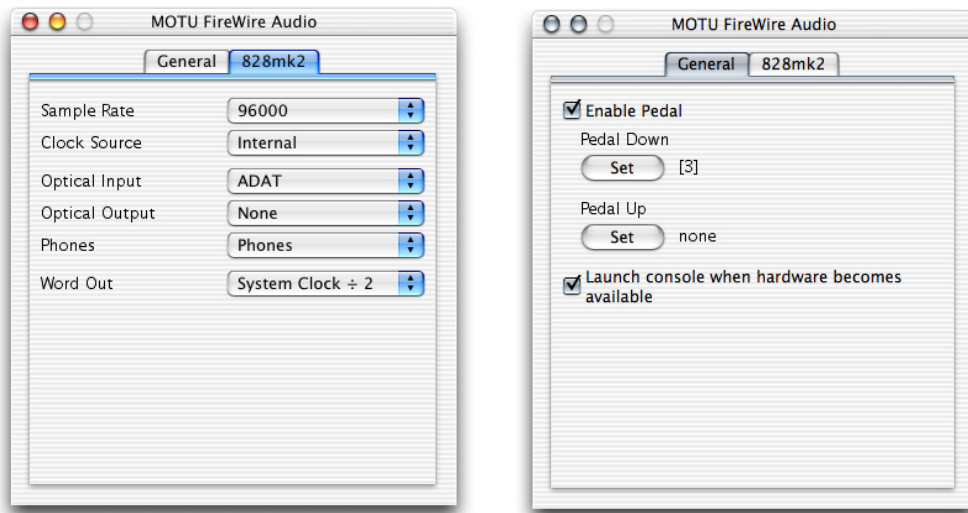 MOTU FireWire Audio
General 828mk2
Sample Rate 96000
Clock Source Internal
Optical Input ADAT
Optical Output None
Phones Phones
Word Out System Clock ÷ 2
MOTU FireWire Audio
General 828mk2
Enable Pedal
Pedal Down
Set [3]
Pedal Up
Set none
Launch console when hardware becomes
available